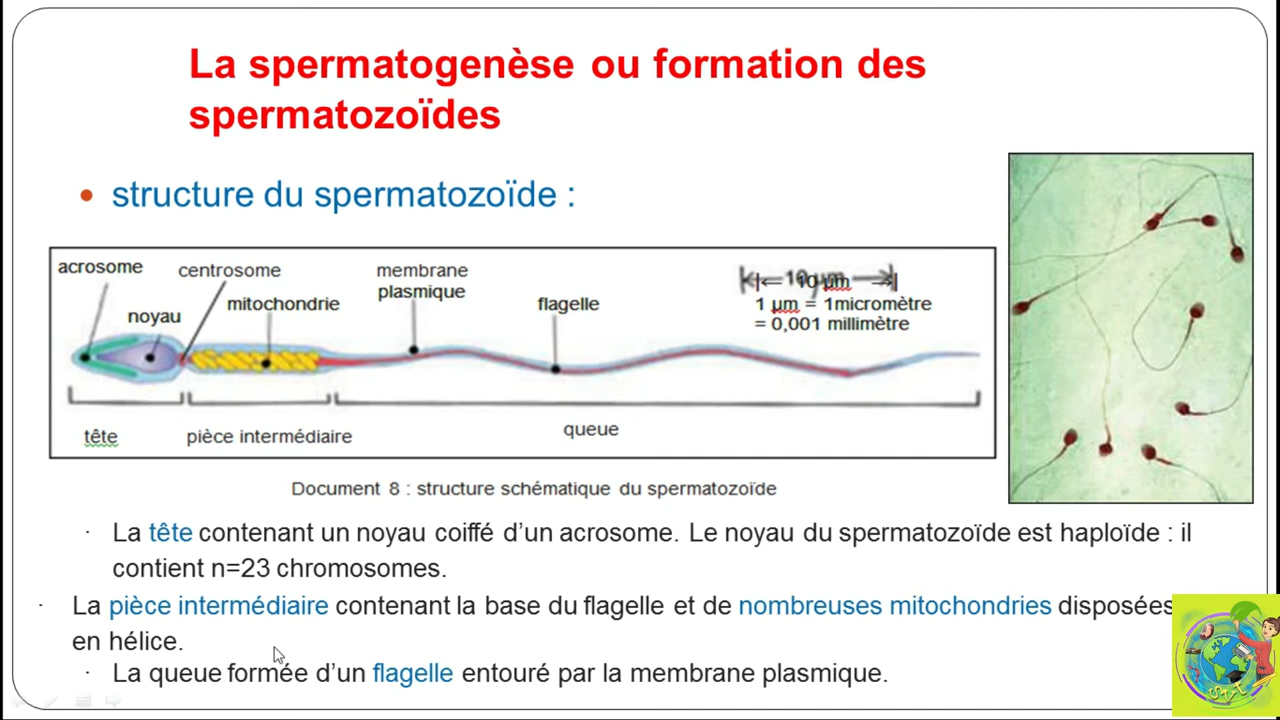 La spermatogenèse ou formation des
spermatozoïdes
• structure du spermatozoïde :
acrosome
centrosome
membrane
plasmique
mitochondrie
flagelle
noyau
10 µm
1 µm = 1micromètre
= 0,001 millimètre
tête
pièce intermédiaire
queue
Document 8 : structure schématique du spermatozoïde
· La tête contenant un noyau coiffé d’un acrosome. Le noyau du spermatozoïde est haploïde : il
contient n=23 chromosomes.
· La pièce intermédiaire contenant la base du flagelle et de nombreuses mitochondries disposées
en hélice.
· La queue formée d’un flagelle entouré par la membrane plasmique.
SVT